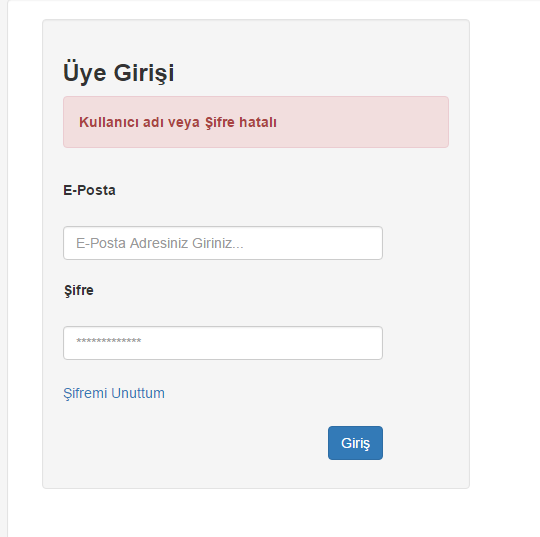 Üye Girişi
Kullanıcı adı veya Şifre hatalı
E-Posta
E-Posta Adresiniz Giriniz...
Şifre
*************
Şifremi Unuttum
Giriş